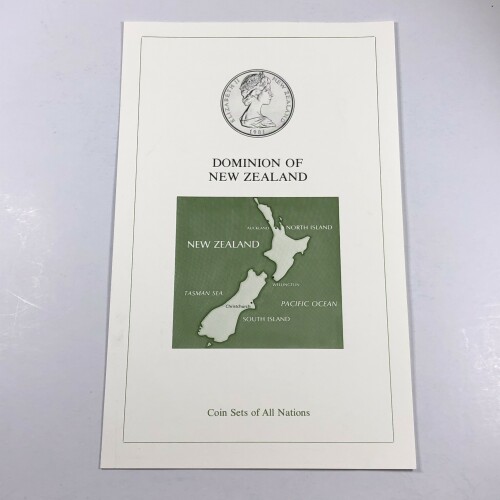 ELIZABETH II NEW ZEALAND
1981
DOMINION OF
NEW ZEALAND
AUCKLAND
NORTH ISLAND
NEW ZEALAND
WELLINGTON
TASMAN SEA
PACIFIC OCEAN
Christchurch
SOUTH ISLAND
Coin Sets of All Nations